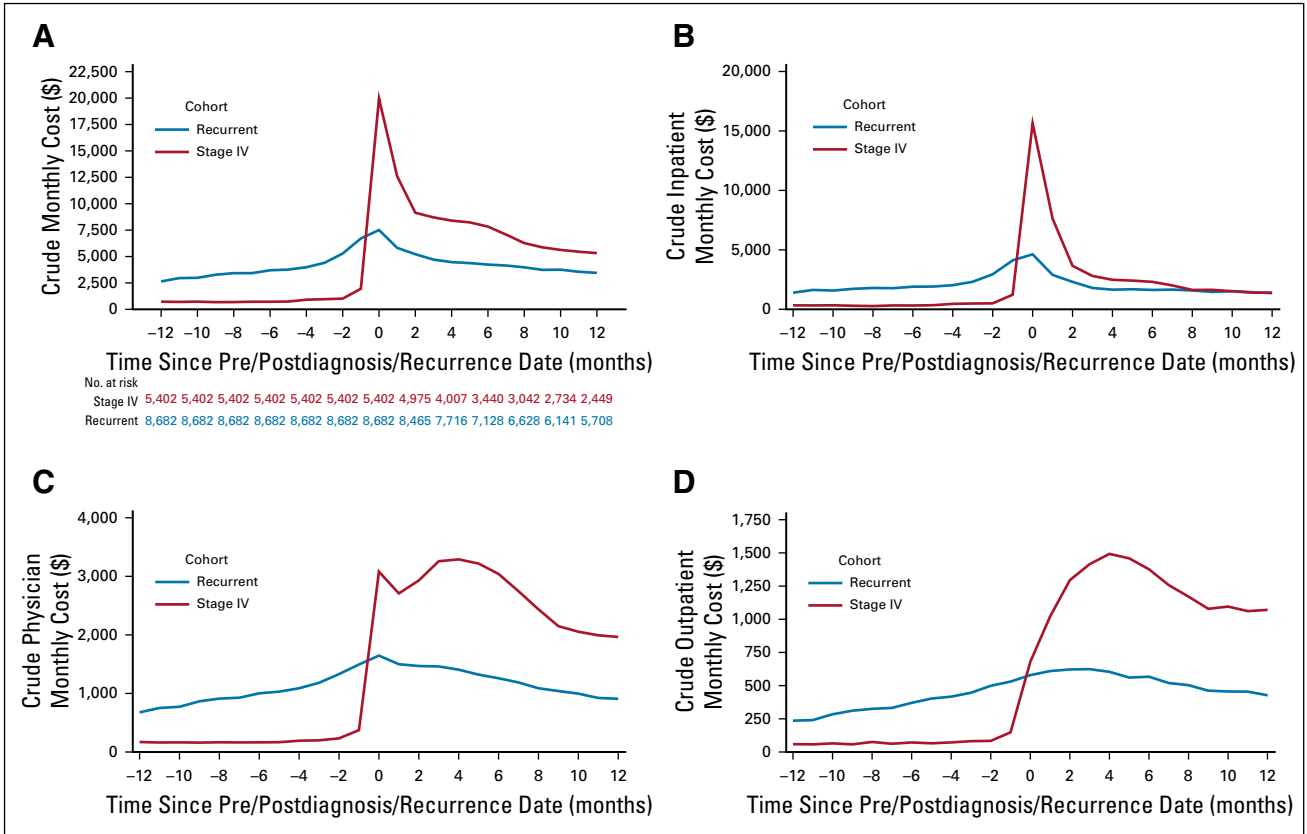 A
Crude Monthly Cost ($)
22,500
20,000
17,500
15,000
12,500
10,000
7,500
5,000
2,500
0
Cohort
Recurrent
Stage IV
−12 −10 −8 −6 −4 −2 0 2 4 6 8 10 12
Time Since Pre/Postdiagnosis/Recurrence Date (months)
No. at risk
Stage IV 5,402 5,402 5,402 5,402 5,402 5,402 5,402 4,975 4,007 3,440 3,042 2,734 2,449
Recurrent 8,682 8,682 8,682 8,682 8,682 8,682 8,682 8,465 7,716 7,128 6,628 6,141 5,708
B
Crude Inpatient
Monthly Cost ($)
20,000
15,000
10,000
5,000
0
Cohort
Recurrent
Stage IV
−12 −10 −8 −6 −4 −2 0 2 4 6 8 10 12
Time Since Pre/Postdiagnosis/Recurrence Date (months)
C
Crude Physician
Monthly Cost ($)
4,000
3,000
2,000
1,000
0
Cohort
Recurrent
Stage IV
−12 −10 −8 −6 −4 −2 0 2 4 6 8 10 12
Time Since Pre/Postdiagnosis/Recurrence Date (months)
D
Crude Outpatient
Monthly Cost ($)
1,750
1,500
1,250
1,000
750
500
250
0
Cohort
Recurrent
Stage IV
−12 −10 −8 −6 −4 −2 0 2 4 6 8 10 12
Time Since Pre/Postdiagnosis/Recurrence Date (months)